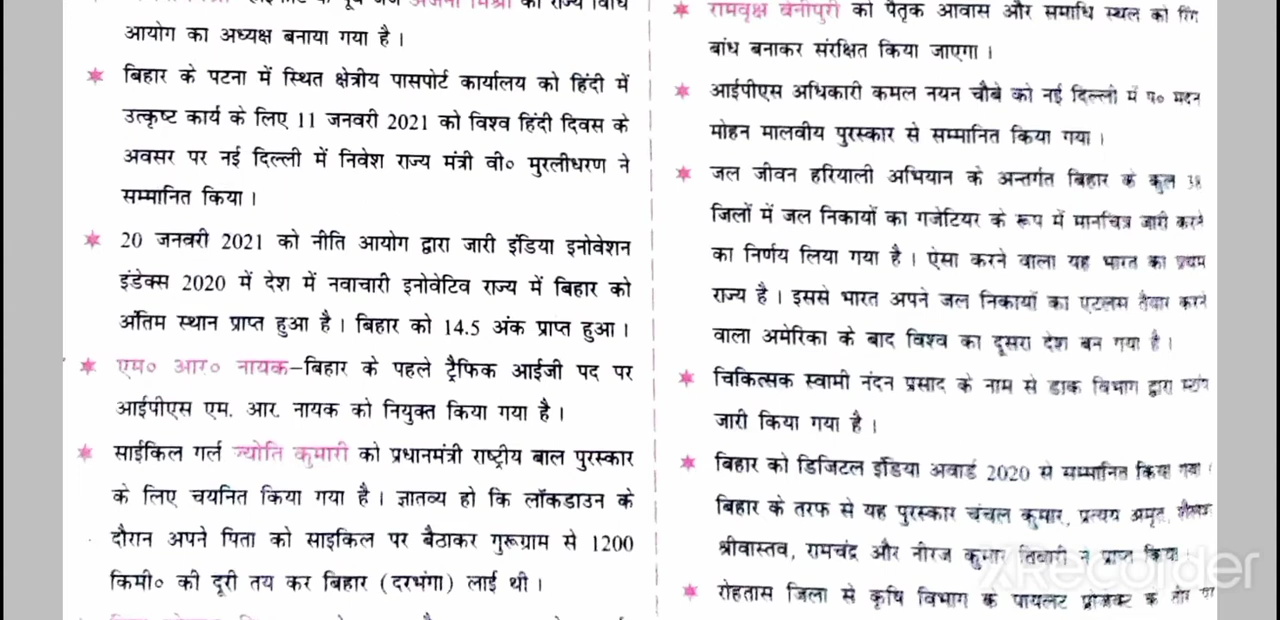 अंजना मिश्रा को राज्य विधि
आयोग का अध्यक्ष बनाया गया है ।
बिहार के पटना में स्थित क्षेत्रीय पासपोर्ट कार्यालय को हिंदी में
उत्कृष्ट कार्य के लिए 11 जनवरी 2021 को विश्व हिंदी दिवस के
अवसर पर नई दिल्ली में निवेश राज्य मंत्री वी० मुरलीधरण ने
सम्मानित किया ।
20 जनवरी 2021 को नीति आयोग द्वारा जारी इंडिया इनोवेशन
इंडेक्स 2020 में देश में नवाचारी इनोवेटिव राज्य में बिहार को
अंतिम स्थान प्राप्त हुआ है । बिहार को 14.5 अंक प्राप्त हुआ ।
एम० आर० नायक–बिहार के पहले ट्रैफिक आईजी पद पर
आईपीएस एम. आर. नायक को नियुक्त किया गया है ।
साईकिल गर्ल ज्योति कुमारी को प्रधानमंत्री राष्ट्रीय बाल पुरस्कार
के लिए चयनित किया गया है । ज्ञातव्य हो कि लॉकडाउन के
दौरान अपने पिता को साइकिल पर बैठाकर गुरूग्राम से 1200
किमी० की दूरी तय कर बिहार (दरभंगा) लाई थी ।
रामवृक्ष बेनीपुरी को पैतृक आवास और समाधि स्थल को रिंग
बांध बनाकर संरक्षित किया जाएगा ।
आईपीएस अधिकारी कमल नयन चौबे को नई दिल्ली में प० मदन
मोहन मालवीय पुरस्कार से सम्मानित किया गया ।
जल जीवन हरियाली अभियान के अन्तर्गत बिहार के कुल 38
जिलों में जल निकायों का गजेटियर के रूप में मानचित्र जारी करने
का निर्णय लिया गया है । ऐसा करने वाला यह भारत का प्रथम
राज्य है । इससे भारत अपने जल निकायों का एटलस तैयार करने
वाला अमेरिका के बाद विश्व का दूसरा देश बन गया है ।
चिकित्सक स्वामी नंदन प्रसाद के नाम से डाक विभाग द्वारा
जारी किया गया है ।
बिहार को डिजिटल इंडिया अवार्ड 2020 से सम्मानित किया गया ।
बिहार के तरफ से यह पुरस्कार चंचल कुमार, प्रत्यय अमृत,
श्रीवास्तव, रामचंद्र और नीरज कुमार तिवारी ने प्राप्त किया
रोहतास जिला से कृषि विभाग के पायलट प्रोजेक्ट के तौर पर
XRecorder